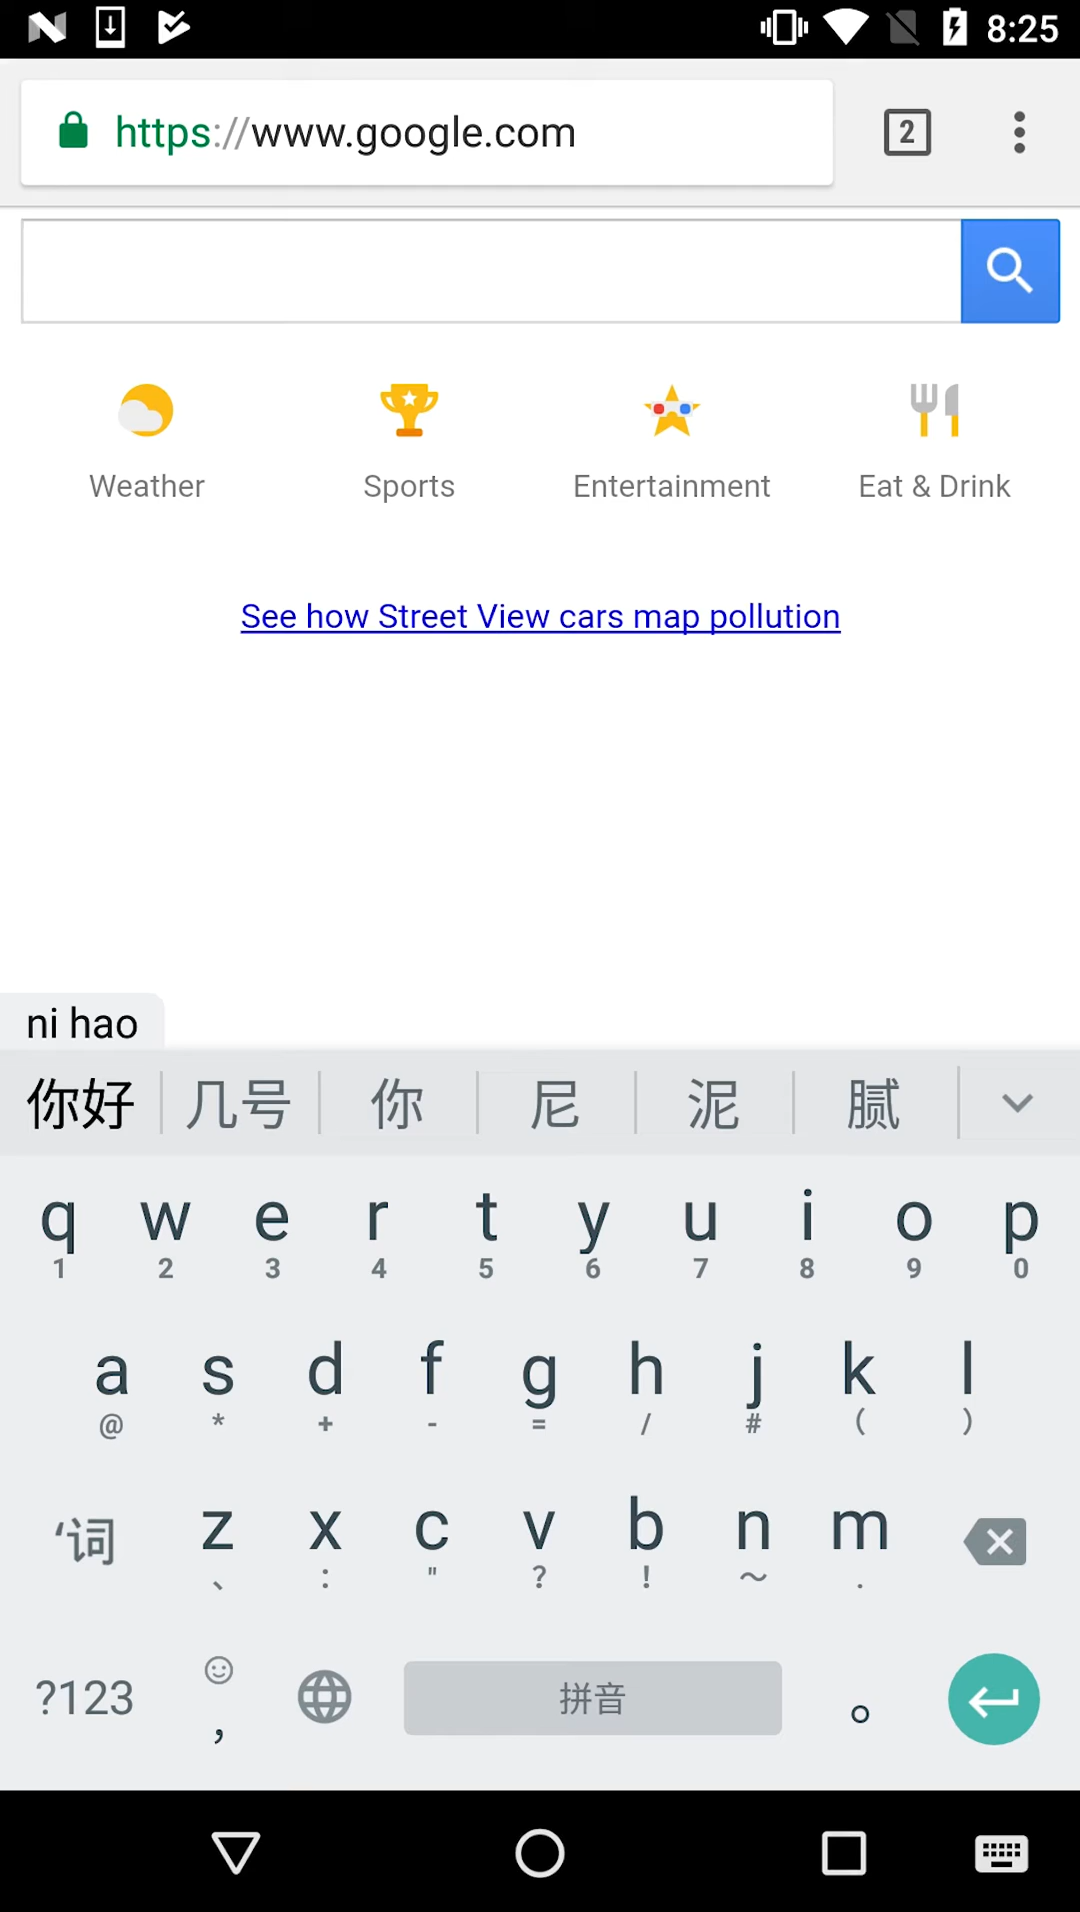 8:25
https://www.google.com
2
Weather Sports Entertainment Eat & Drink
See how Street View cars map pollution
ni hao
你好 几号 你 尼 泥 腻
q w e r t y u i o p
1 2 3 4 5 6 7 8 9 0
a s d f g h j k l
@ * + - = / # ( )
‘词 z x c v b n m
、 : " ? ! ～ .
?123 , 拼音 。